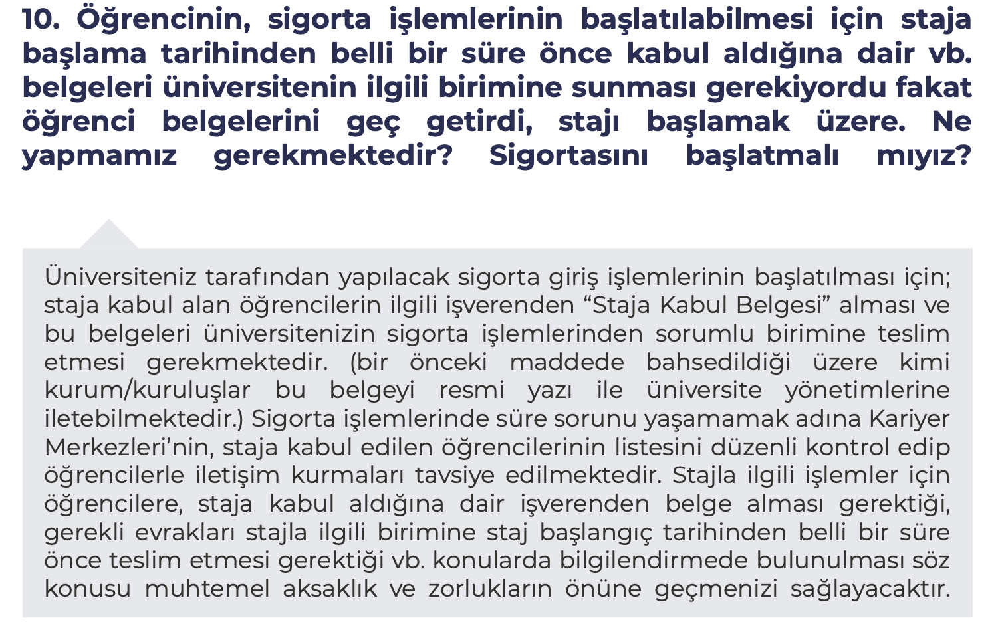 10. Öğrencinin, sigorta işlemlerinin başlatılabilmesi için staja
başlama tarihinden belli bir süre önce kabul aldığına dair vb.
belgeleri üniversitenin ilgili birimine sunması gerekiyordu fakat
öğrenci belgelerini geç getirdi, stajı başlamak üzere. Ne
yapmamız gerekmektedir? Sigortasını başlatmalı mıyız?
Üniversiteniz tarafından yapılacak sigorta giriş işlemlerinin başlatılması için;
staja kabul alan öğrencilerin ilgili işverenden “Staja Kabul Belgesi” alması ve
bu belgeleri üniversitenizin sigorta işlemlerinden sorumlu birimine teslim
etmesi gerekmektedir. (bir önceki maddede bahsedildiği üzere kimi
kurum/kuruluşlar bu belgeyi resmi yazı ile üniversite yönetimlerine
iletebilmektedir.) Sigorta işlemlerinde süre sorunu yaşamamak adına Kariyer
Merkezleri’nin, staja kabul edilen öğrencilerinin listesini düzenli kontrol edip
öğrencilerle iletişim kurmaları tavsiye edilmektedir. Stajla ilgili işlemler için
öğrencilere, staja kabul aldığına dair işverenden belge alması gerektiği,
gerekli evrakları stajla ilgili birimine staj başlangıç tarihinden belli bir süre
önce teslim etmesi gerektiği vb. konularda bilgilendirmede bulunulması söz
konusu muhtemel aksaklık ve zorlukların önüne geçmenizi sağlayacaktır.